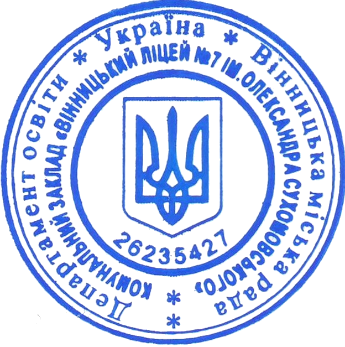 * Україна * Вінницька міська рада * Департамент освіти
* КОМУНАЛЬНИЙ ЗАКЛАД «ВІННИЦЬКИЙ ЛІЦЕЙ №7 ІМ. ОЛЕКСАНДРА СУХОМОВСЬКОГО»
26235427